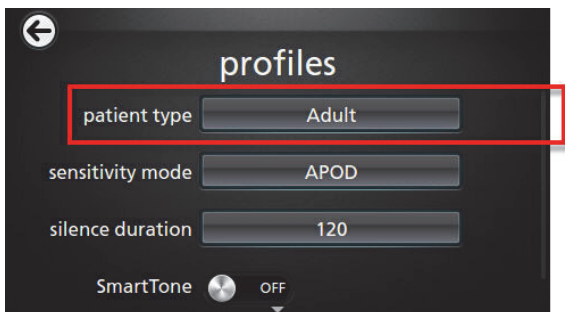 profiles
patient type Adult
sensitivity mode APOD
silence duration 120
SmartTone OFF